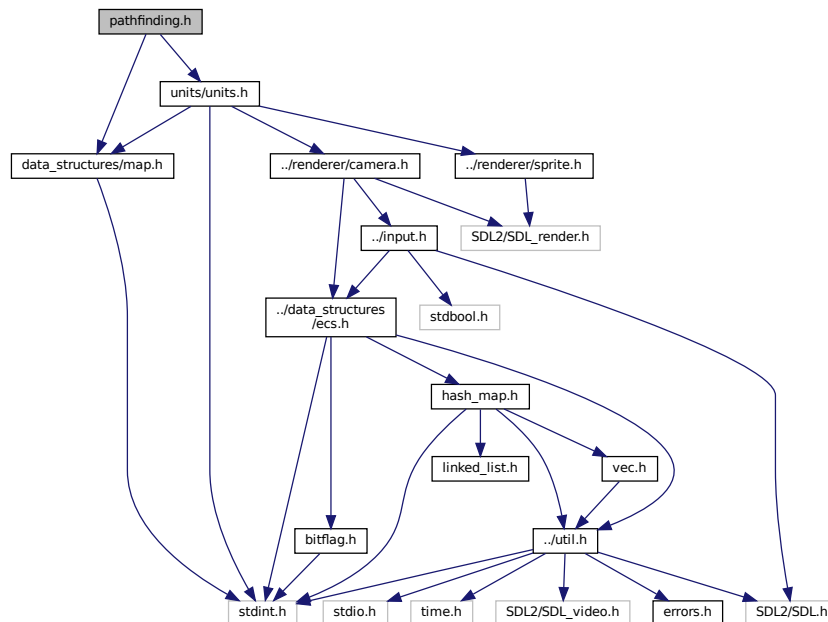 pathfinding.h
units/units.h
data_structures/map.h
../renderer/camera.h
../renderer/sprite.h
../input.h
SDL2/SDL_render.h
../data_structures
/ecs.h
stdbool.h
hash_map.h
linked_list.h
vec.h
bitflag.h
../util.h
stdint.h
stdio.h
time.h
SDL2/SDL_video.h
errors.h
SDL2/SDL.h